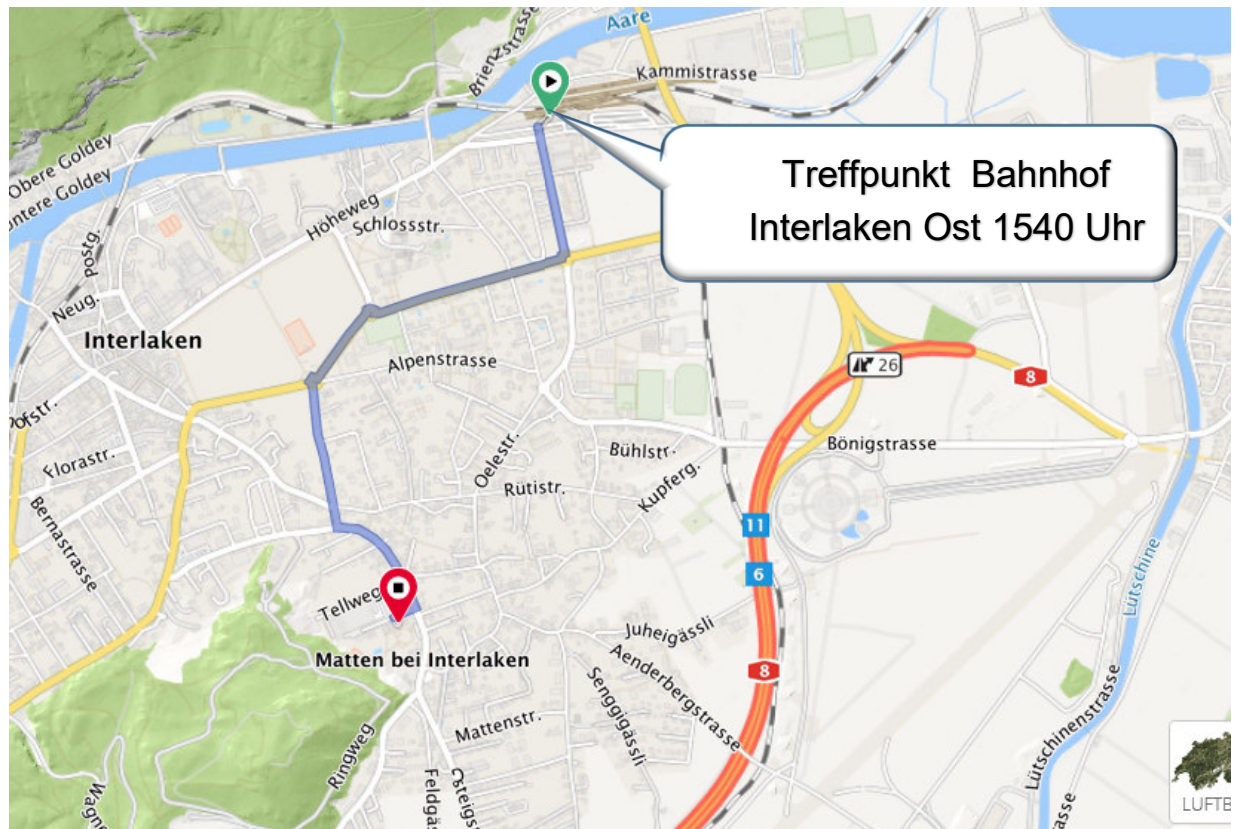 Aare
Brienzstrasse
Kammistrasse
Obere Goldey
Untere Goldey
Treffpunkt Bahnhof
Interlaken Ost 1540 Uhr
Höheweg
Schlossstr.
Postg.
Neug.
Interlaken
Alpenstrasse
26
8
Florastr.
Oelestr.
Bühlstr.
Bönigstrasse
Rütistr.
Kupferg.
Bernastrasse
11
6
Lütschine
Tellweg
Juheigässli
Matten bei Interlaken
Aenderbergstrasse
8
Senggigässli
Mattenstr.
Ringweg
Lütschinenstrasse
LUFTB